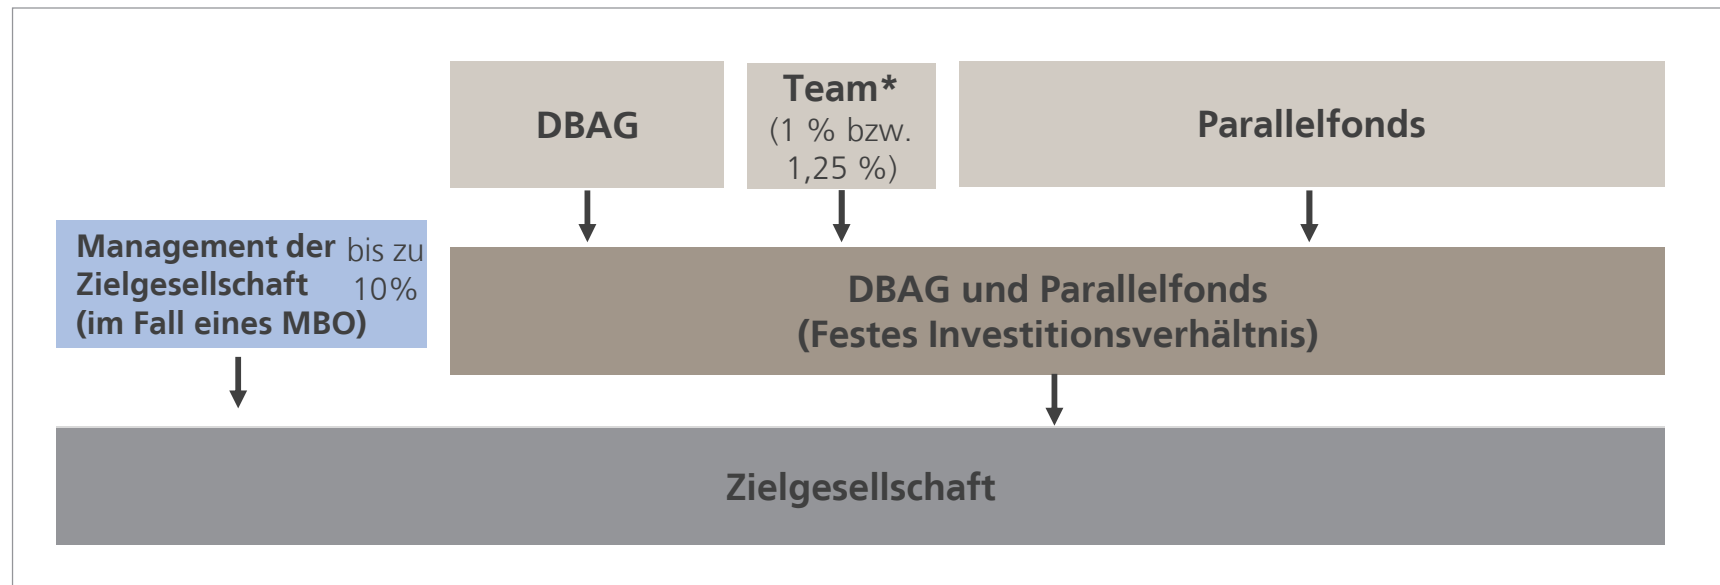 DBAG
Team*
(1 % bzw.
1,25 %)
Parallelfonds
Management der bis zu
Zielgesellschaft 10%
(im Fall eines MBO)
DBAG und Parallelfonds
(Festes Investitionsverhältnis)
Zielgesellschaft